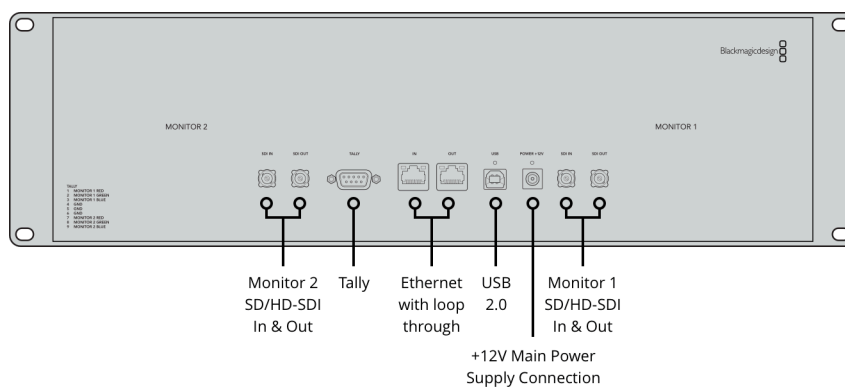 Blackmagicdesign
MONITOR 2
MONITOR 1
SDI IN
SDI OUT
TALLY
IN
OUT
USB
POWER +12V
SDI IN
SDI OUT
TALLY
1 MONITOR 1 RED
2 MONITOR 1 GREEN
3 MONITOR 1 BLUE
4 GND
5 GND
6 GND
7 MONITOR 2 RED
8 MONITOR 2 GREEN
9 MONITOR 2 BLUE
Monitor 2
SD/HD-SDI
In & Out
Tally
Ethernet
with loop
through
USB
2.0
Monitor 1
SD/HD-SDI
In & Out
+12V Main Power
Supply Connection